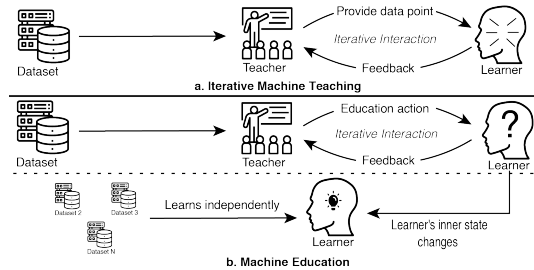 Provide data point
Iterative Interaction
Feedback
Dataset
Teacher
Learner
a. Iterative Machine Teaching
Education action
Iterative Interaction
Feedback
Dataset
Teacher
Learner
Dataset 2
Dataset 3
Dataset N
Learns independently
Learner
Learner's inner state
changes
b. Machine Education